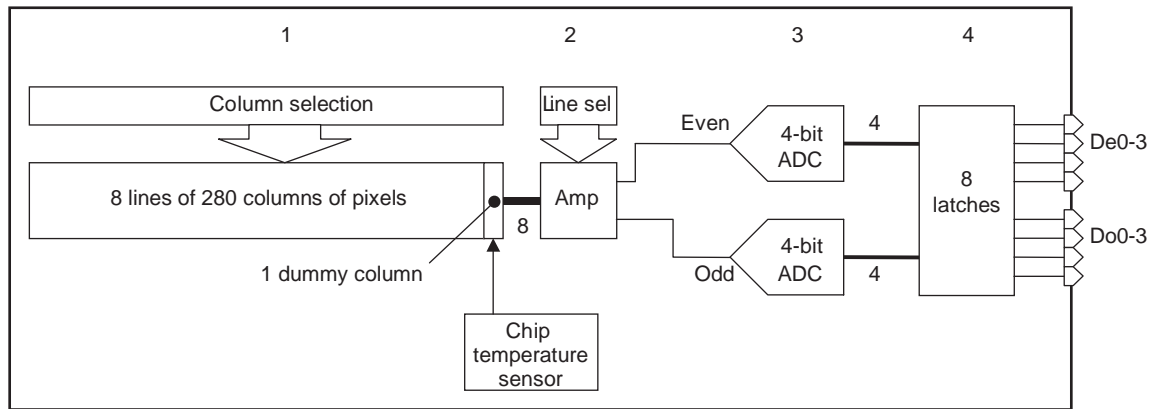 1 2 3 4
Column selection
Line sel
Even
4-bit
ADC
4
De0-3
8 lines of 280 columns of pixels
8
Amp
8
latches
Do0-3
1 dummy column
Odd
4-bit
ADC
4
Chip
temperature
sensor